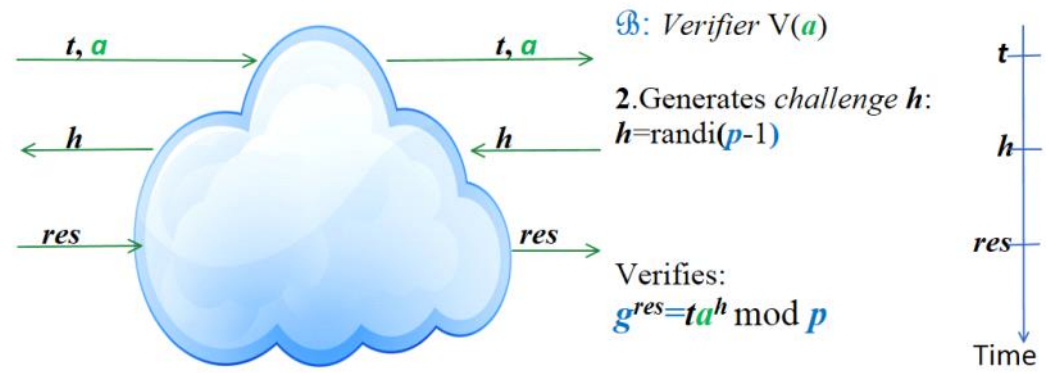 ℬ: Verifier V(a)
t, a
t, a
t
2.Generates challenge h:
h=randi(p-1)
h
h
h
res
res
res
Verifies:
g^res=ta^h mod p
Time